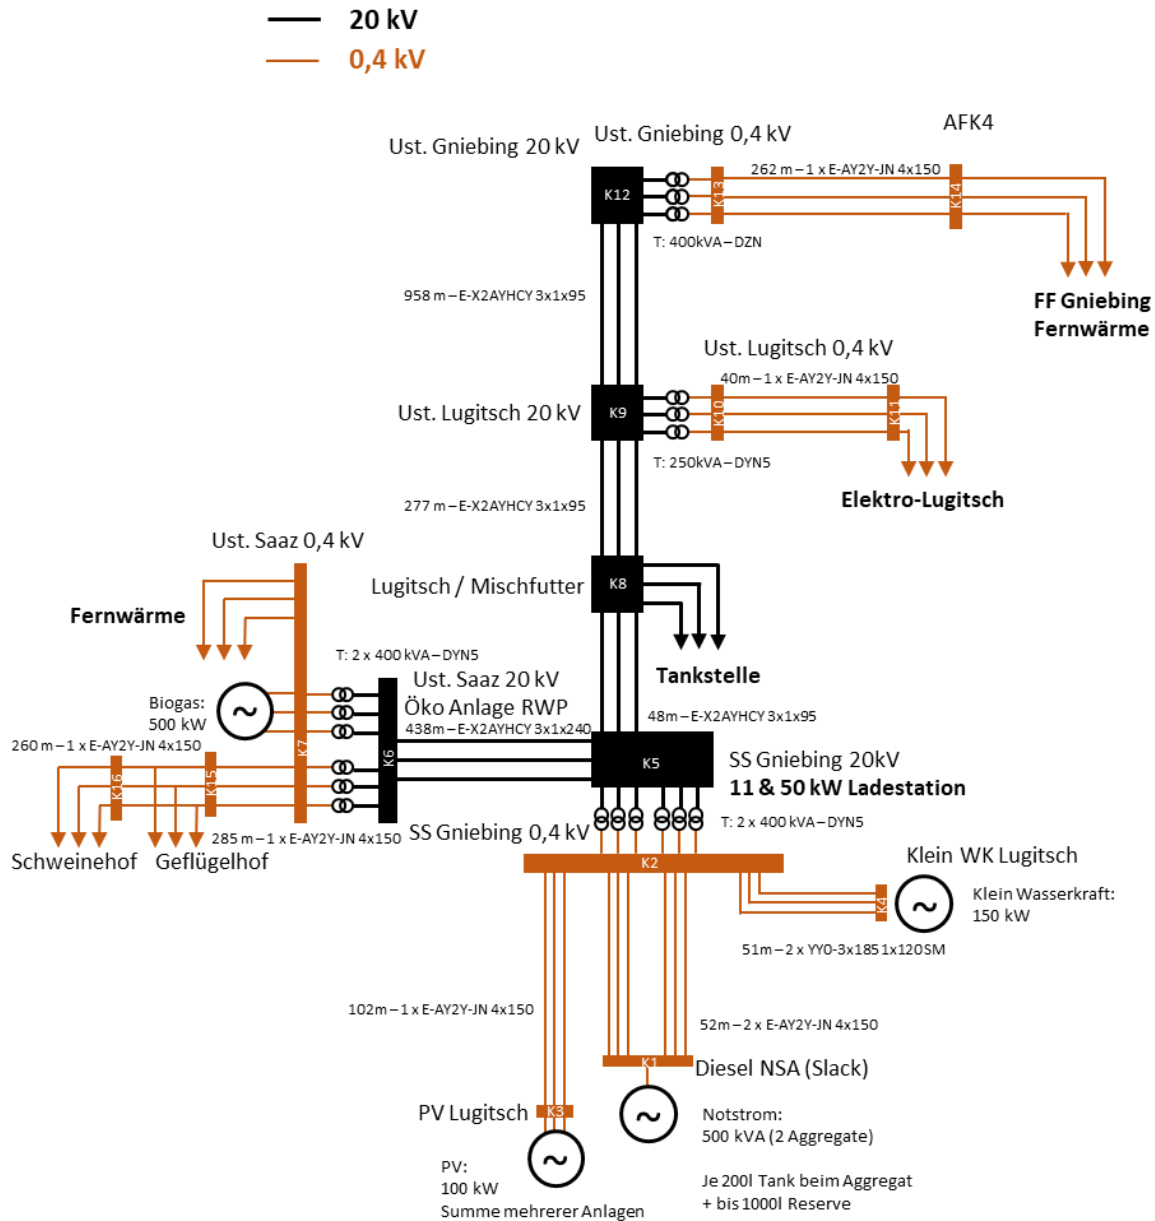 20 kV
0,4 kV
AFK4
Ust. Gniebing 0,4 kV
Ust. Gniebing 20 kV
262 m – 1 x E-AY2Y-JN 4x150
K12
K13
K14
T: 400kVA – DZN
958 m – E-X2AYHCY 3x1x95
FF Gniebing
Fernwärme
Ust. Lugitsch 0,4 kV
40m – 1 x E-AY2Y-JN 4x150
Ust. Lugitsch 20 kV
K9
K10
K11
T: 250kVA – DYN5
Elektro-Lugitsch
277 m – E-X2AYHCY 3x1x95
Ust. Saaz 0,4 kV
Lugitsch / Mischfutter
K8
Fernwärme
T: 2 x 400 kVA – DYN5
Tankstelle
Ust. Saaz 20 kV
Öko Anlage RWP
Biogas:
500 kW
48m – E-X2AYHCY 3x1x95
438m – E-X2AYHCY 3x1x240
260 m – 1 x E-AY2Y-JN 4x150
K7
K6
K5
SS Gniebing 20kV
11 & 50 kW Ladestation
K16
K15
T: 2 x 400 kVA – DYN5
285 m – 1 x E-AY2Y-JN 4x150
SS Gniebing 0,4 kV
Schweinehof
Geflügelhof
K2
Klein WK Lugitsch
K4
Klein Wasserkraft:
150 kW
51m – 2 x YY0-3x1851x120SM
102m – 1 x E-AY2Y-JN 4x150
52m – 2 x E-AY2Y-JN 4x150
K1
Diesel NSA (Slack)
PV Lugitsch
K3
Notstrom:
500 kVA (2 Aggregate)
PV:
100 kW
Summe mehrerer Anlagen
Je 200l Tank beim Aggregat
+ bis 1000l Reserve